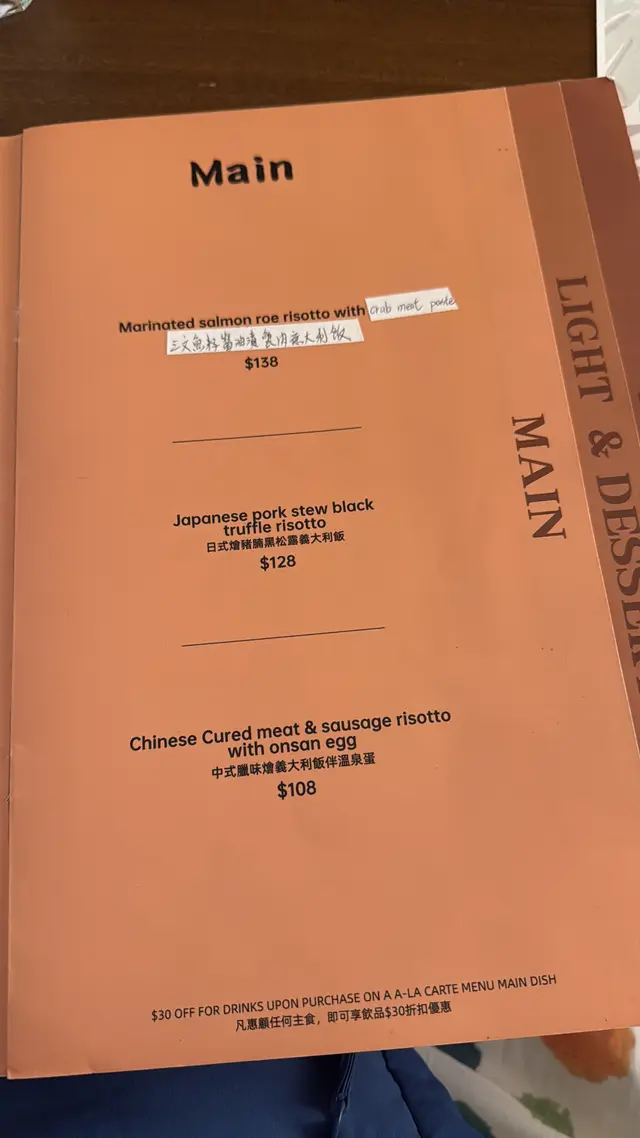 Main
Marinated salmon roe risotto with crab meat paste
三文魚籽醬油漬蟹肉意大利飯
$138
Japanese pork stew black
truffle risotto
日式燴豬腩黑松露義大利飯
$128
Chinese Cured meat & sausage risotto
with onsan egg
中式臘味燴義大利飯伴溫泉蛋
$108
$30 OFF FOR DRINKS UPON PURCHASE ON A A-LA CARTE MENU MAIN DISH
凡惠顧任何主食，即可享飲品$30折扣優惠
MAIN
LIGHT & DESSERT